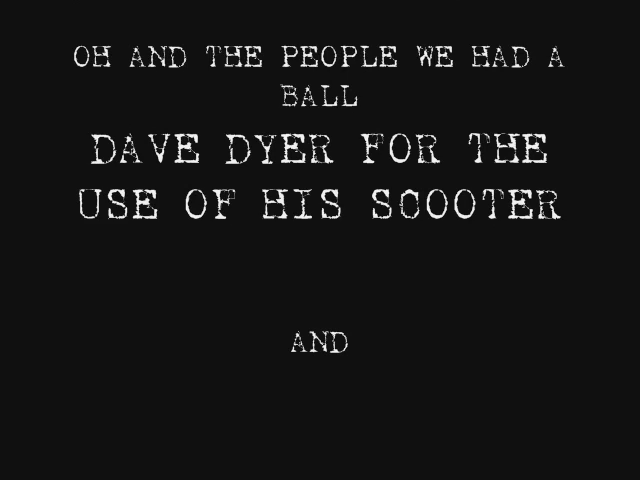 OH AND THE PEOPLE WE HAD A
BALL
DAVE DYER FOR THE
USE OF HIS SCOOTER
AND